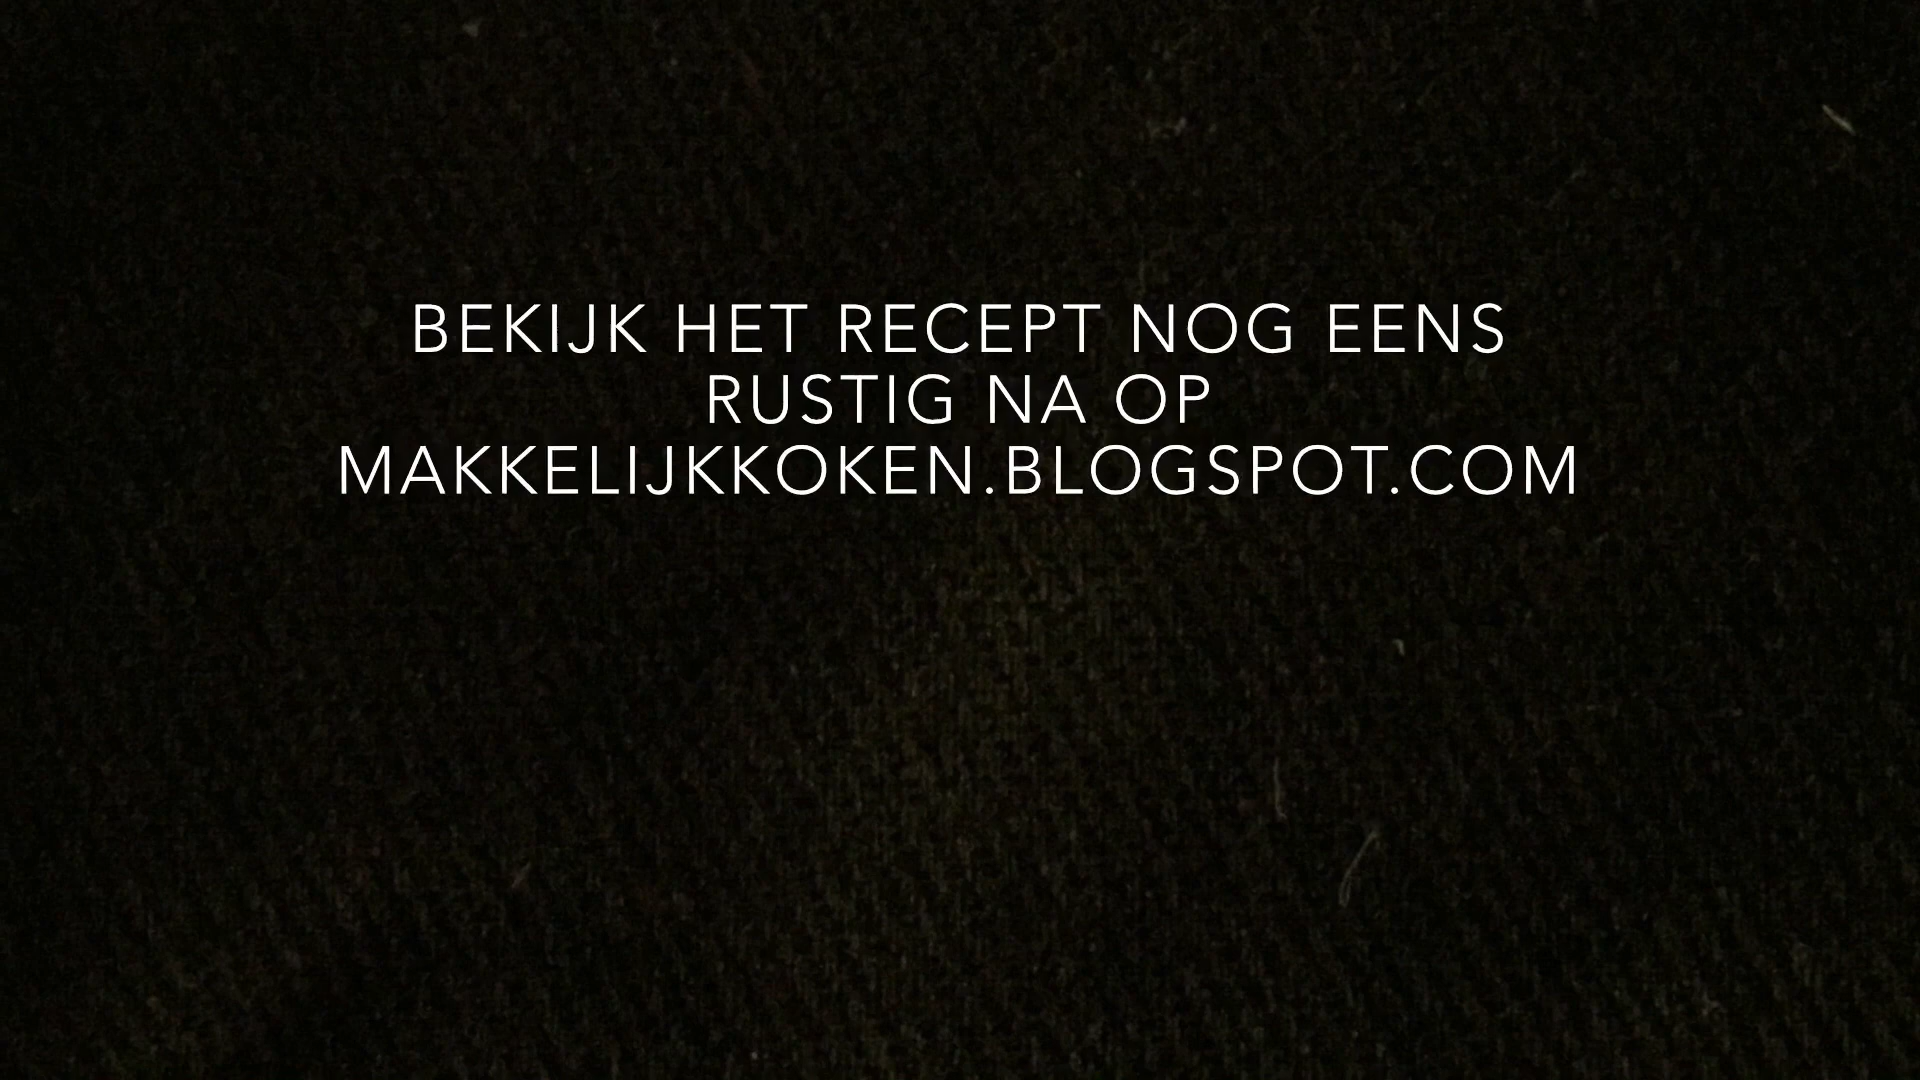 BEKIJK HET RECEPT NOG EENS
RUSTIG NA OP
MAKKELIJKKOKEN.BLOGSPOT.COM